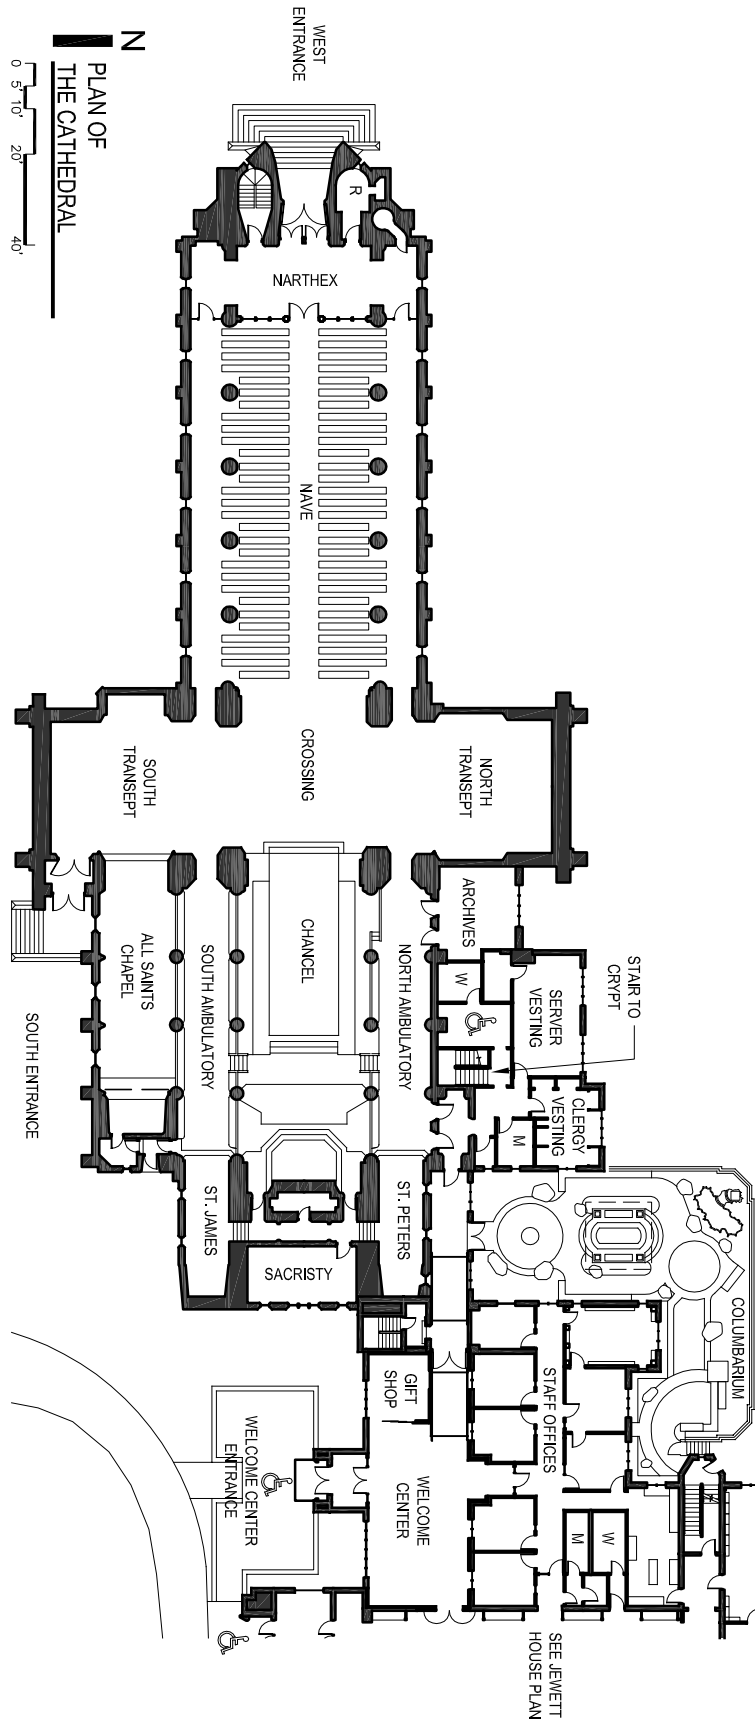 WEST
ENTRANCE
N
PLAN OF
THE CATHEDRAL
0 5' 10' 20' 40'
R
NARTHEX
NAVE
CROSSING
SOUTH
TRANSEPT
NORTH
TRANSEPT
ARCHIVES
ALL SAINTS
CHAPEL
SOUTH AMBULATORY
CHANCEL
NORTH AMBULATORY
W
SERVER
VESTING
STAIR TO
CRYPT
SOUTH ENTRANCE
M
CLERGY
VESTING
ST. JAMES
ST. PETERS
SACRISTY
COLUMBARIUM
GIFT
SHOP
STAFF OFFICES
WELCOME CENTER
ENTRANCE
WELCOME
CENTER
M
W
SEE JEWETT
HOUSE PLAN